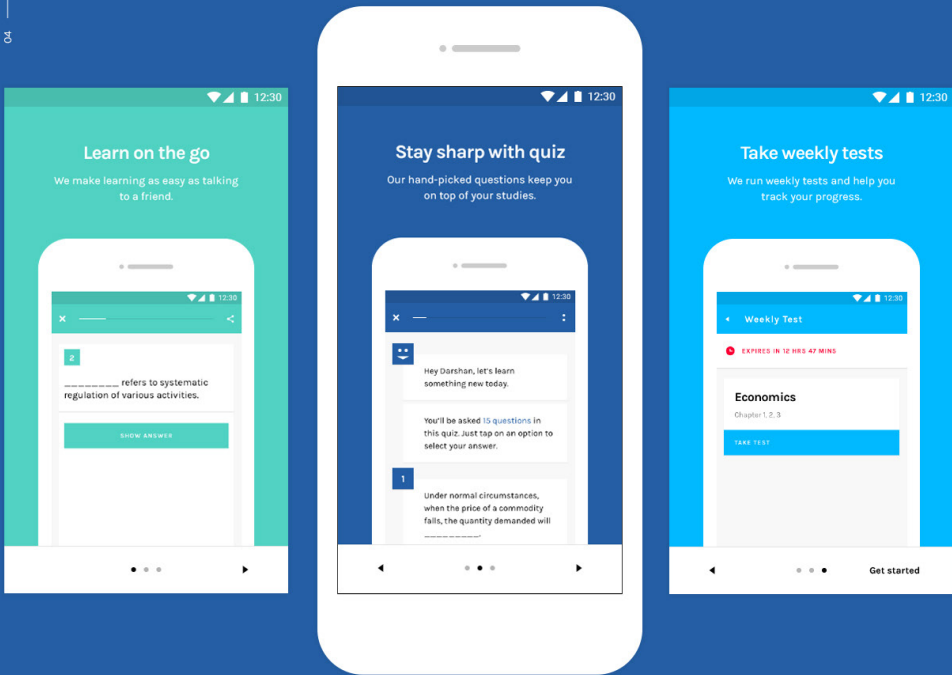 04
12:30
Learn on the go
We make learning as easy as talking
to a friend.
12:30
2
________ refers to systematic
regulation of various activities.
SHOW ANSWER
12:30
Stay sharp with quiz
Our hand-picked questions keep you
on top of your studies.
12:30
Hey Darshan, let's learn
something new today.
You'll be asked 15 questions in
this quiz. Just tap on an option to
select your answer.
1
Under normal circumstances,
when the price of a commodity
falls, the quantity demanded will
_________.
12:30
Take weekly tests
We run weekly tests and help you
track your progress.
12:30
Weekly Test
EXPIRES IN 12 HRS 47 MINS
Economics
Chapter 1, 2, 3
TAKE TEST
Get started